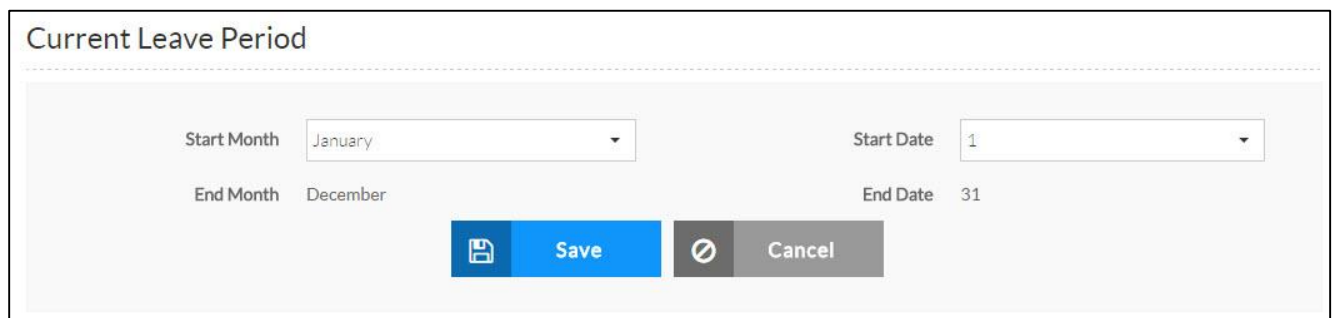 Current Leave Period
Start Month January Start Date 1
End Month December End Date 31
Save Cancel